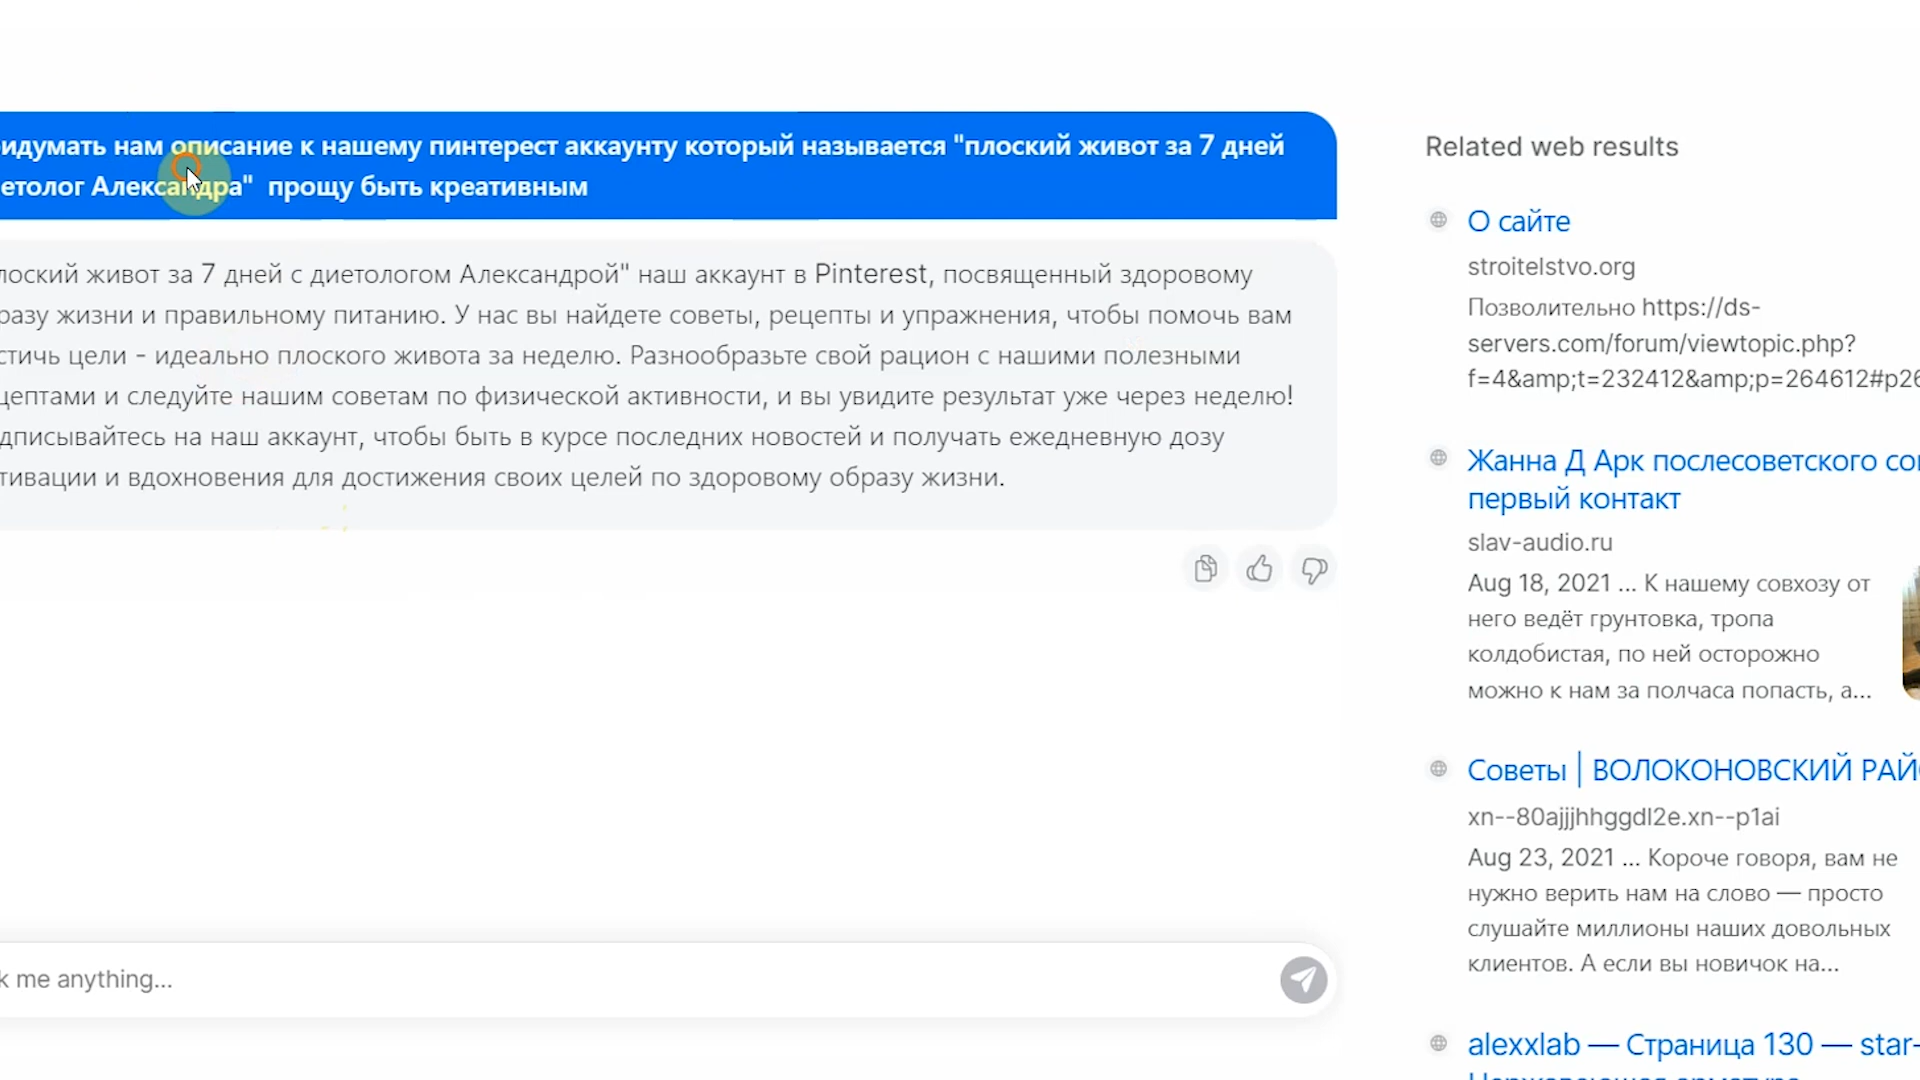 идумать нам описание к нашему пинтерест аккаунту который называется "плоский живот за 7 дней
етолог Александра"  прощу быть креативным
лоский живот за 7 дней с диетологом Александрой" наш аккаунт в Pinterest, посвященный здоровому
разу жизни и правильному питанию. У нас вы найдете советы, рецепты и упражнения, чтобы помочь вам
стичь цели - идеально плоского живота за неделю. Разнообразьте свой рацион с нашими полезными
цептами и следуйте нашим советам по физической активности, и вы увидите результат уже через неделю!
дписывайтесь на наш аккаунт, чтобы быть в курсе последних новостей и получать ежедневную дозу
тивации и вдохновения для достижения своих целей по здоровому образу жизни.
k me anything...
Related web results
О сайте
stroitelstvo.org
Позволительно https://ds-
servers.com/forum/viewtopic.php?
f=4&amp;t=232412&amp;p=264612#p26
Жанна Д Арк послесоветского со
первый контакт
slav-audio.ru
Aug 18, 2021 ... К нашему совхозу от
него ведёт грунтовка, тропа
колдобистая, по ней осторожно
можно к нам за полчаса попасть, а...
Советы | ВОЛОКОНОВСКИЙ РАЙ
xn--80ajjjhhggdl2e.xn--p1ai
Aug 23, 2021 ... Короче говоря, вам не
нужно верить нам на слово — просто
слушайте миллионы наших довольных
клиентов. А если вы новичок на...
alexxlab — Страница 130 — star-